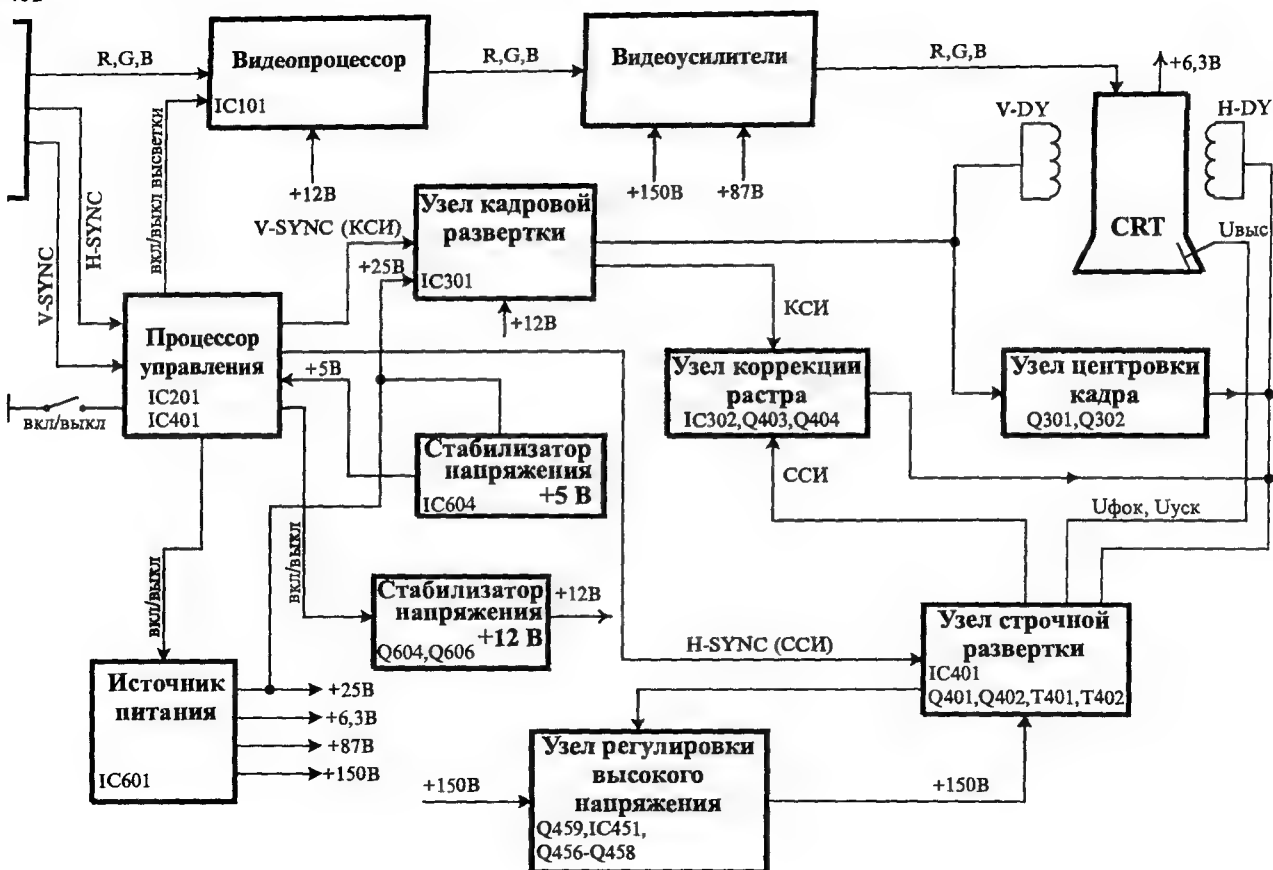 R,G,B
Видеопроцессор
IC101
R,G,B
Видеоусилители
R,G,B
+6,3В
V-DY
H-DY
CRT
Uвыс
+12В
+150В
+87В
H-SYNC
V-SYNC
вкл/выкл высветки
V-SYNC (КСИ)
+25В
Узел кадровой
развертки
IC301
+12В
КСИ
Процессор
управления
IC201
IC401
+5В
вкл/выкл
Узел коррекции
растра
IC302,Q403,Q404
Узел центровки
кадра
Q301,Q302
Стабилизатор
напряжения
+5 В
IC604
ССИ
Uфок, Uуск
вкл/выкл
вкл/выкл
Стабилизатор
напряжения
+12 В
Q604,Q606
+12В
H-SYNC (ССИ)
Узел строчной
развертки
IC401
Q401,Q402,T401,T402
Источник
питания
IC601
+25В
+6,3В
+87В
+150В
+150В
Узел регулировки
высокого
напряжения
Q459,IC451,
Q456-Q458
+150В